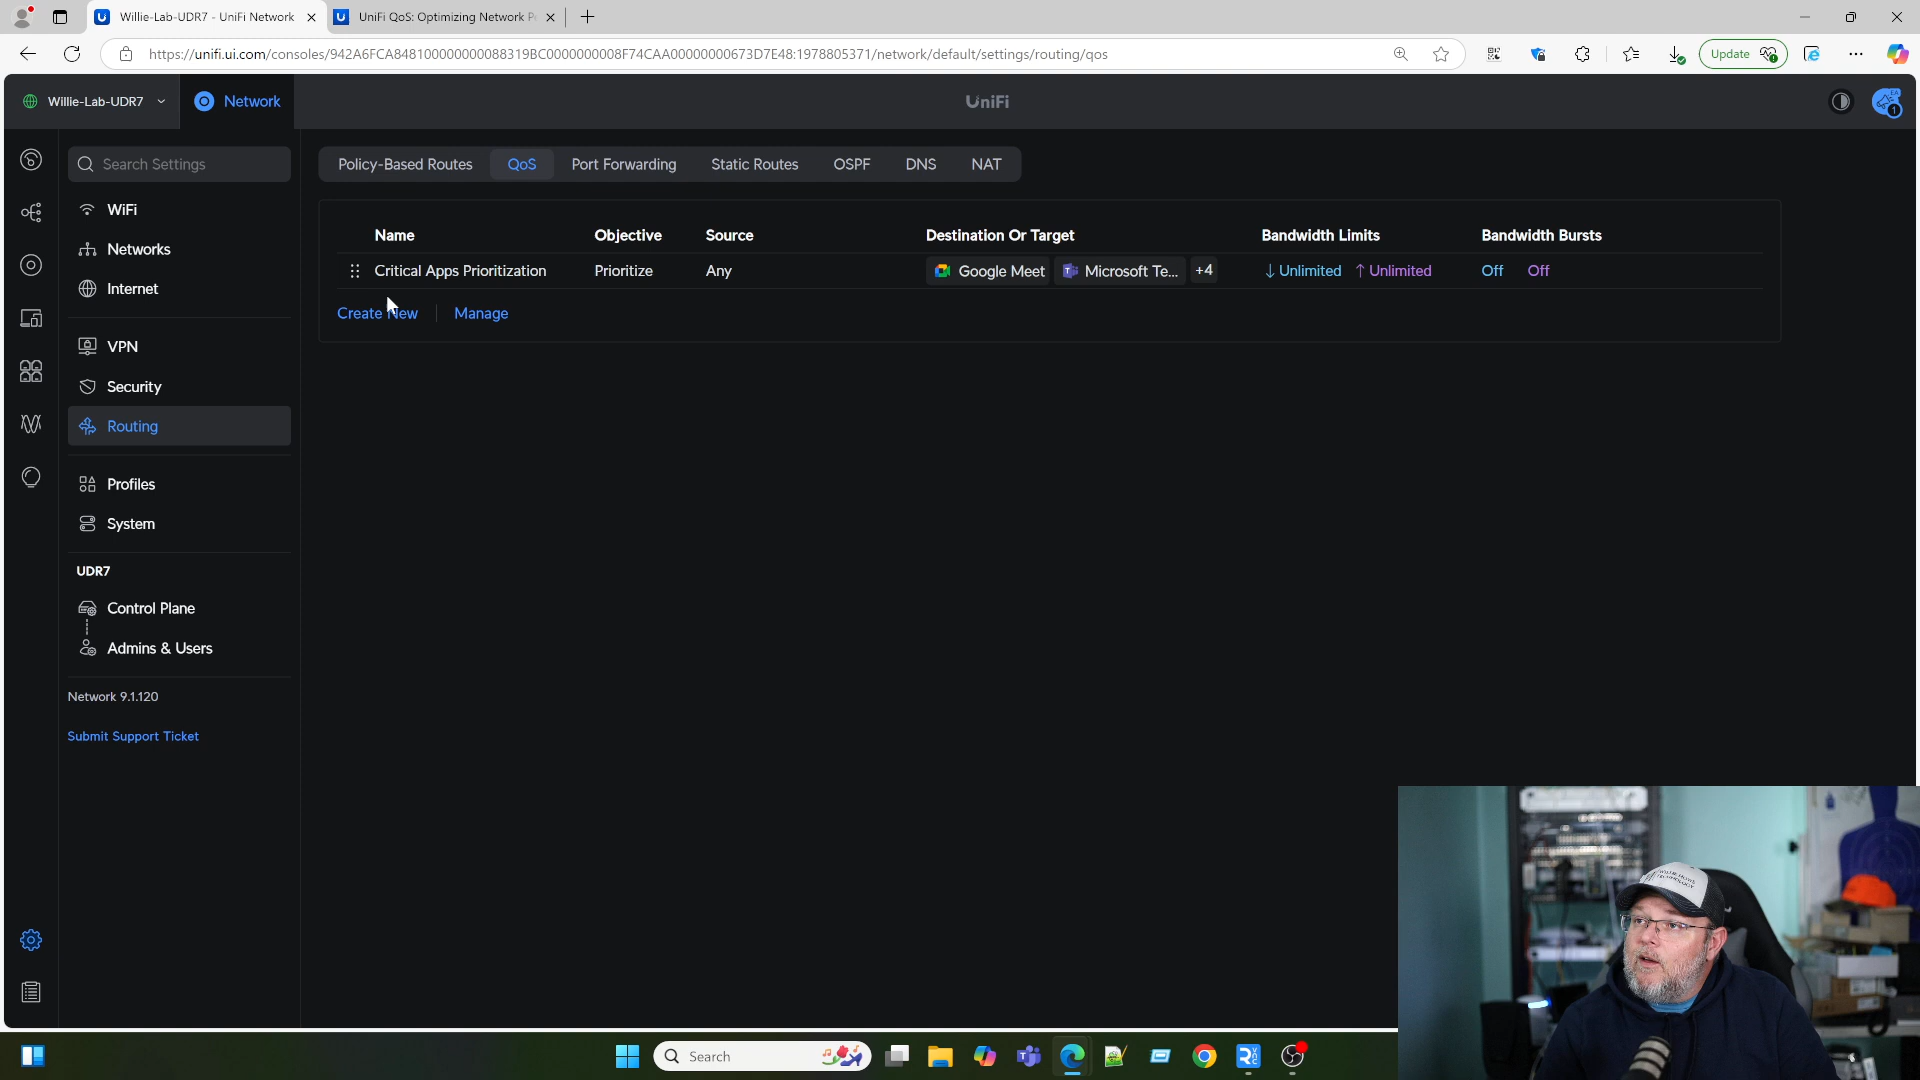 Willie-Lab-UDR7 - UniFi Network
UniFi QoS: Optimizing Network P
https://unifi.ui.com/consoles/942A6FCA848100000000088319BC0000000008F74CAA00000000673D7E48:1978805371/network/default/settings/routing/qos
Update
Willie-Lab-UDR7
Network
UniFi
EA
1
Search Settings
WiFi
Networks
Internet
VPN
Security
Routing
Profiles
System
UDR7
Control Plane
Admins & Users
Network 9.1.120
Submit Support Ticket
Policy-Based Routes QoS Port Forwarding Static Routes OSPF DNS NAT
Name Objective Source Destination Or Target Bandwidth Limits Bandwidth Bursts
Critical Apps Prioritization Prioritize Any Google Meet Microsoft Te... +4 ↓ Unlimited ↑ Unlimited Off Off
Create New Manage
Search